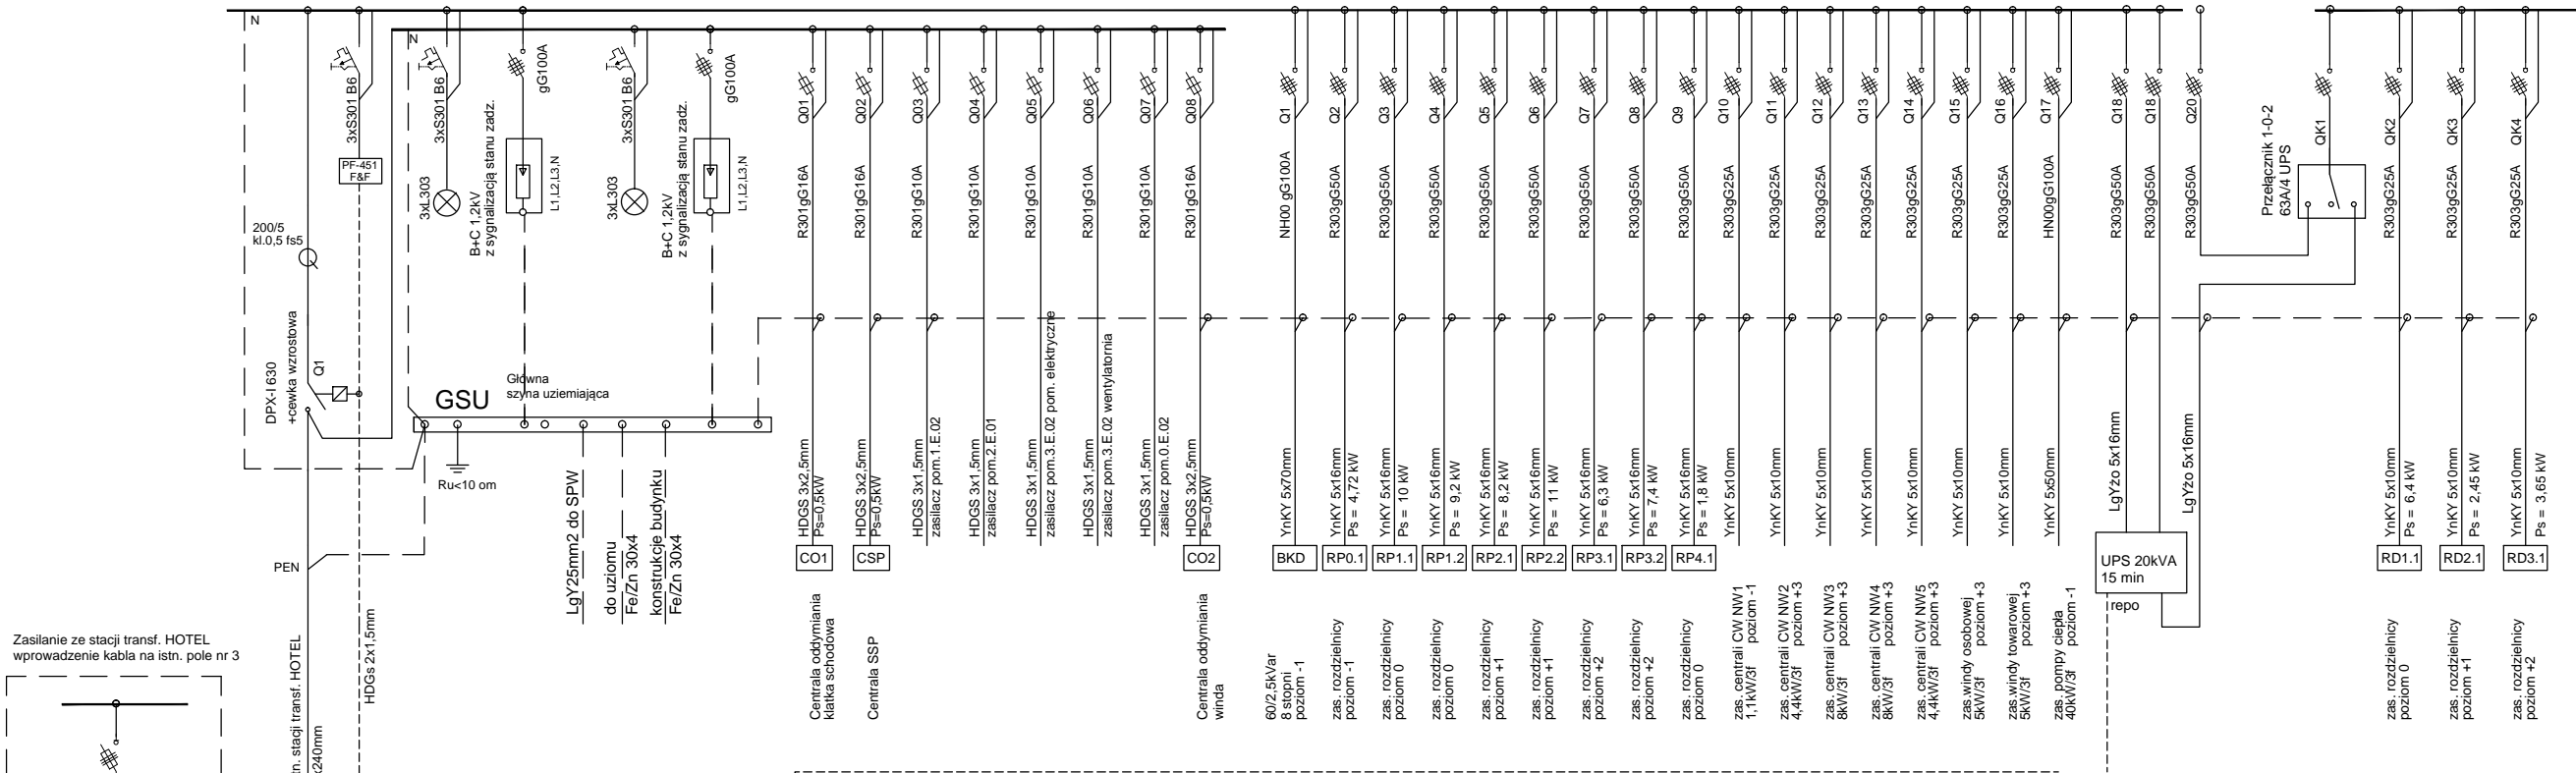 N
N
3xS301 B6
PF-451
F&F
200/5
kl.0,5 fs5
DPX-I 630
+cewka wzrostowa
Q1
3xS301 B6
3xL303
gG100A
B+C 1,2kV
z sygnalizacją stanu zadz.
L1,L2,L3,N
3xS301 B6
3xL303
gG100A
B+C 1,2kV
z sygnalizacją stanu zadz.
L1,L2,L3,N
GSU
Główna
szyna uziemiająca
Ru<10 om
LgY25mm2 do SPW
do uziomu
Fe/Zn 30x4
konstrukcje budynku
Fe/Zn 30x4
PEN
HDGs 2x1,5mm
Zasilanie ze stacji transf. HOTEL
wprowadzenie kabla na istn. pole nr 3
tn. stacji transf. HOTEL
x240mm
Q01
R301gG16A
HDGS 3x2,5mm
Ps=0,5kW
CO1
Centrala oddymiania
klatka schodowa
Q02
R301gG16A
HDGS 3x2,5mm
Ps=0,5kW
CSP
Centrala SSP
Q03
R301gG10A
HDGS 3x1,5mm
zasilacz pom.1.E.02
Q04
R301gG10A
HDGS 3x1,5mm
zasilacz pom.2.E.01
Q05
R301gG10A
HDGS 3x1,5mm
zasilacz pom.3.E.02 pom. elektryczne
Q06
R301gG10A
HDGS 3x1,5mm
zasilacz pom.3.E.02 wentylatornia
Q07
R301gG10A
HDGS 3x1,5mm
zasilacz pom.0.E.02
Q08
R301gG16A
HDGS 3x2,5mm
Ps=0,5kW
CO2
Centrala oddymiania
winda
Q1
NH00 gG100A
YnKY 5x70mm
BKD
60/2,5kVar
8 stopni
poziom -1
Q2
R303gG50A
YnKY 5x16mm
Ps = 4,72 kW
RP0.1
zas. rozdzielnicy
poziom -1
Q3
R303gG50A
YnKY 5x16mm
Ps = 10 kW
RP1.1
zas. rozdzielnicy
poziom 0
Q4
R303gG50A
YnKY 5x16mm
Ps = 9,2 kW
RP1.2
zas. rozdzielnicy
poziom 0
Q5
R303gG50A
YnKY 5x16mm
Ps = 8,2 kW
RP2.1
zas. rozdzielnicy
poziom +1
Q6
R303gG50A
YnKY 5x16mm
Ps = 11 kW
RP2.2
zas. rozdzielnicy
poziom +1
Q7
R303gG50A
YnKY 5x16mm
Ps = 6,3 kW
RP3.1
zas. rozdzielnicy
poziom +2
Q8
R303gG50A
YnKY 5x16mm
Ps = 7,4 kW
RP3.2
zas. rozdzielnicy
poziom +2
Q9
R303gG50A
YnKY 5x16mm
Ps = 1,8 kW
RP4.1
zas. rozdzielnicy
poziom 0
Q10
R303gG25A
YnKY 5x10mm
zas. centrali CW NW1
1,1kW/3f poziom -1
Q11
R303gG25A
YnKY 5x10mm
zas. centrali CW NW2
4,4kW/3f poziom +3
Q12
R303gG25A
YnKY 5x10mm
zas. centrali CW NW3
8kW/3f poziom +3
Q13
R303gG25A
YnKY 5x10mm
zas. centrali CW NW4
8kW/3f poziom +3
Q14
R303gG25A
YnKY 5x10mm
zas. centrali CW NW5
4,4kW/3f poziom +3
Q15
R303gG25A
YnKY 5x10mm
zas.windy osobowej
5kW/3f poziom +3
Q16
R303gG25A
YnKY 5x10mm
zas.windy towarowej
5kW/3f poziom +3
Q17
HN00gG100A
YnKY 5x50mm
zas. pompy ciepła
40kW/3f poziom -1
Q18
R303gG50A
LgYżo 5x16mm
Q18
R303gG50A
Q20
R303gG50A
LgYżo 5x16mm
UPS 20kVA
15 min
repo
Przełącznik 1-0-2
63A/4 UPS
QK1
QK2
R303gG25A
YnKY 5x10mm
Ps = 6,4 kW
RD1.1
zas. rozdzielnicy
poziom 0
QK3
R303gG25A
YnKY 5x10mm
Ps = 2,45 kW
RD2.1
zas. rozdzielnicy
poziom +1
QK4
R303gG25A
YnKY 5x10mm
Ps = 3,65 kW
RD3.1
zas. rozdzielnicy
poziom +2